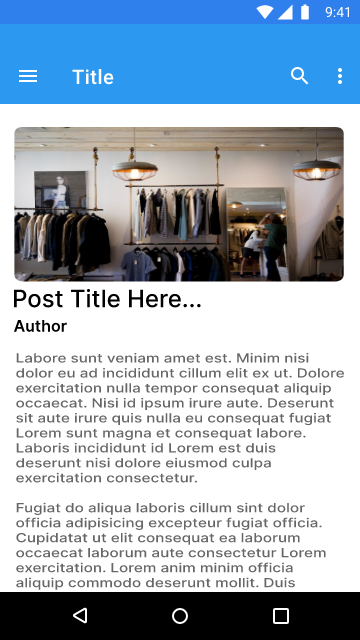 9:41
Title
Post Title Here...
Author
Labore sunt veniam amet est. Minim nisi
dolor eu ad incididunt cillum elit ex ut. Dolore
exercitation nulla tempor consequat aliquip
occaecat. Nisi id ipsum irure aute. Deserunt
sit aute irure quis nulla eu consequat fugiat
Lorem sunt magna et consequat labore.
Laboris incididunt id Lorem est duis
deserunt nisi dolore eiusmod culpa
exercitation consectetur.
Fugiat do aliqua laboris cillum sint dolor
officia adipisicing excepteur fugiat officia.
Cupidatat ut elit consequat ea laborum
occaecat laborum aute consectetur Lorem
exercitation. Lorem anim minim officia
aliquip commodo deserunt mollit. Duis